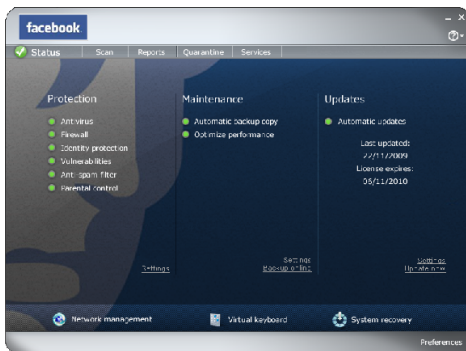 facebook
Status Scan Reports Quarantine Services
Protection
Antivirus
Firewall
Identity protection
Vulnerabilities
Anti-spam filter
Parental control
Settings
Maintenance
Automatic backup copy
Optimize performance
Settings
Backup online
Updates
Automatic updates
Last updated:
22/11/2009
License expires:
06/11/2010
Settings
Update now
Network management
Virtual keyboard
System recovery
Preferences